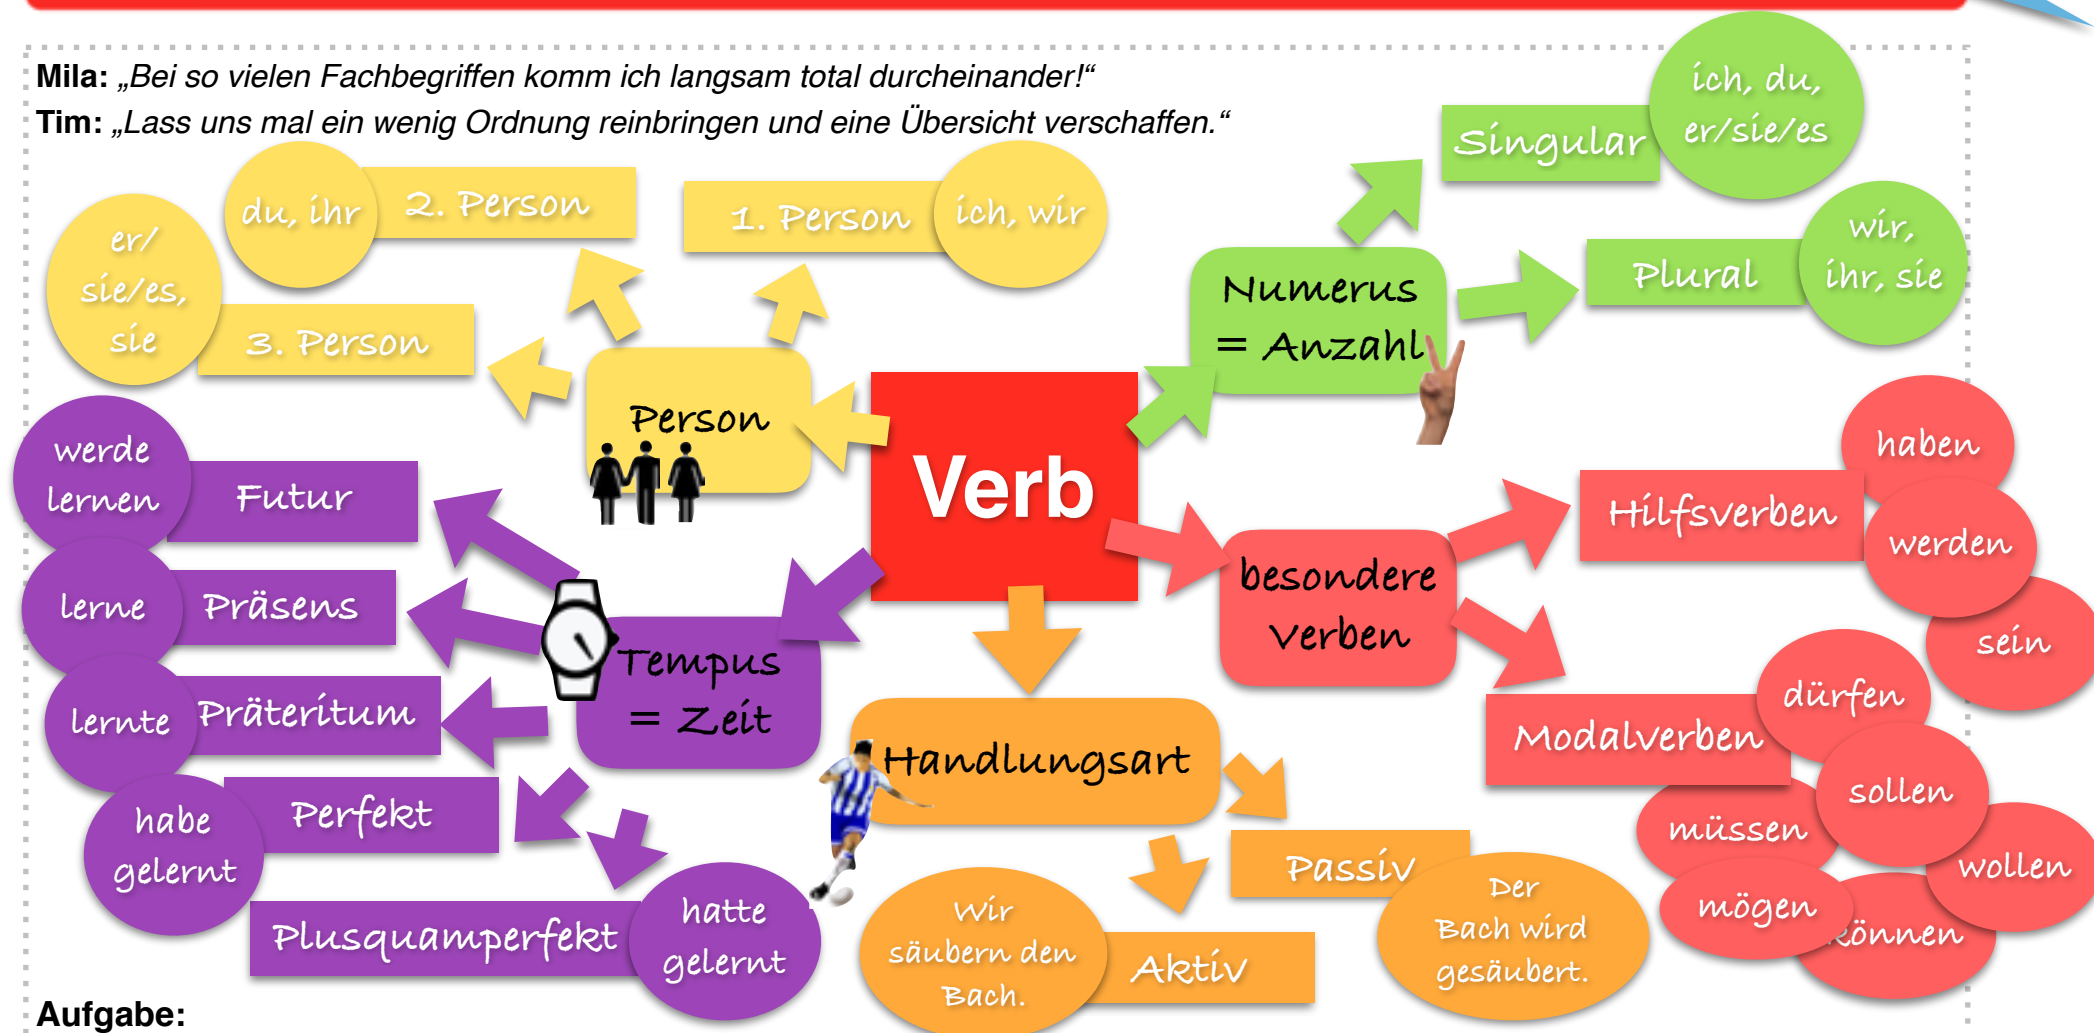 Mila: „Bei so vielen Fachbegriffen komm ich langsam total durcheinander!“
Tim: „Lass uns mal ein wenig Ordnung reinbringen und eine Übersicht verschaffen.“
Verb
Person
1. Person
ich, wir
2. Person
du, ihr
3. Person
er/
sie/es,
sie
Numerus
= Anzahl
Singular
ich, du,
er/sie/es
Plural
wir,
ihr, sie
besondere
Verben
Hilfsverben
haben
werden
sein
Modalverben
dürfen
sollen
müssen
wollen
mögen
können
Handlungsart
Passiv
Der
Bach wird
gesäubert.
Aktiv
Wir
säubern den
Bach.
Tempus
= Zeit
Futur
werde
lernen
Präsens
lerne
Präteritum
lernte
Perfekt
habe
gelernt
Plusquamperfekt
hatte
gelernt
Aufgabe: